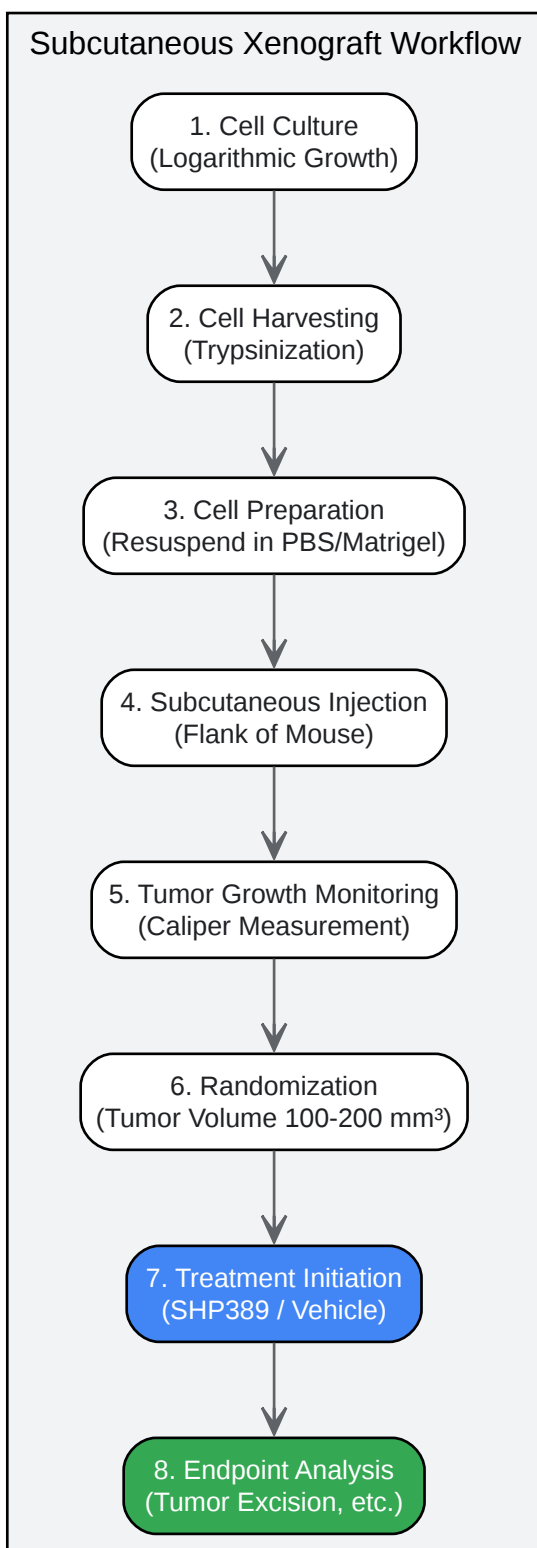 Subcutaneous Xenograft Workflow
1. Cell Culture
(Logarithmic Growth)
2. Cell Harvesting
(Trypsinization)
3. Cell Preparation
(Resuspend in PBS/Matrigel)
4. Subcutaneous Injection
(Flank of Mouse)
5. Tumor Growth Monitoring
(Caliper Measurement)
6. Randomization
(Tumor Volume 100-200 mm³)
7. Treatment Initiation
(SHP389 / Vehicle)
8. Endpoint Analysis
(Tumor Excision, etc.)